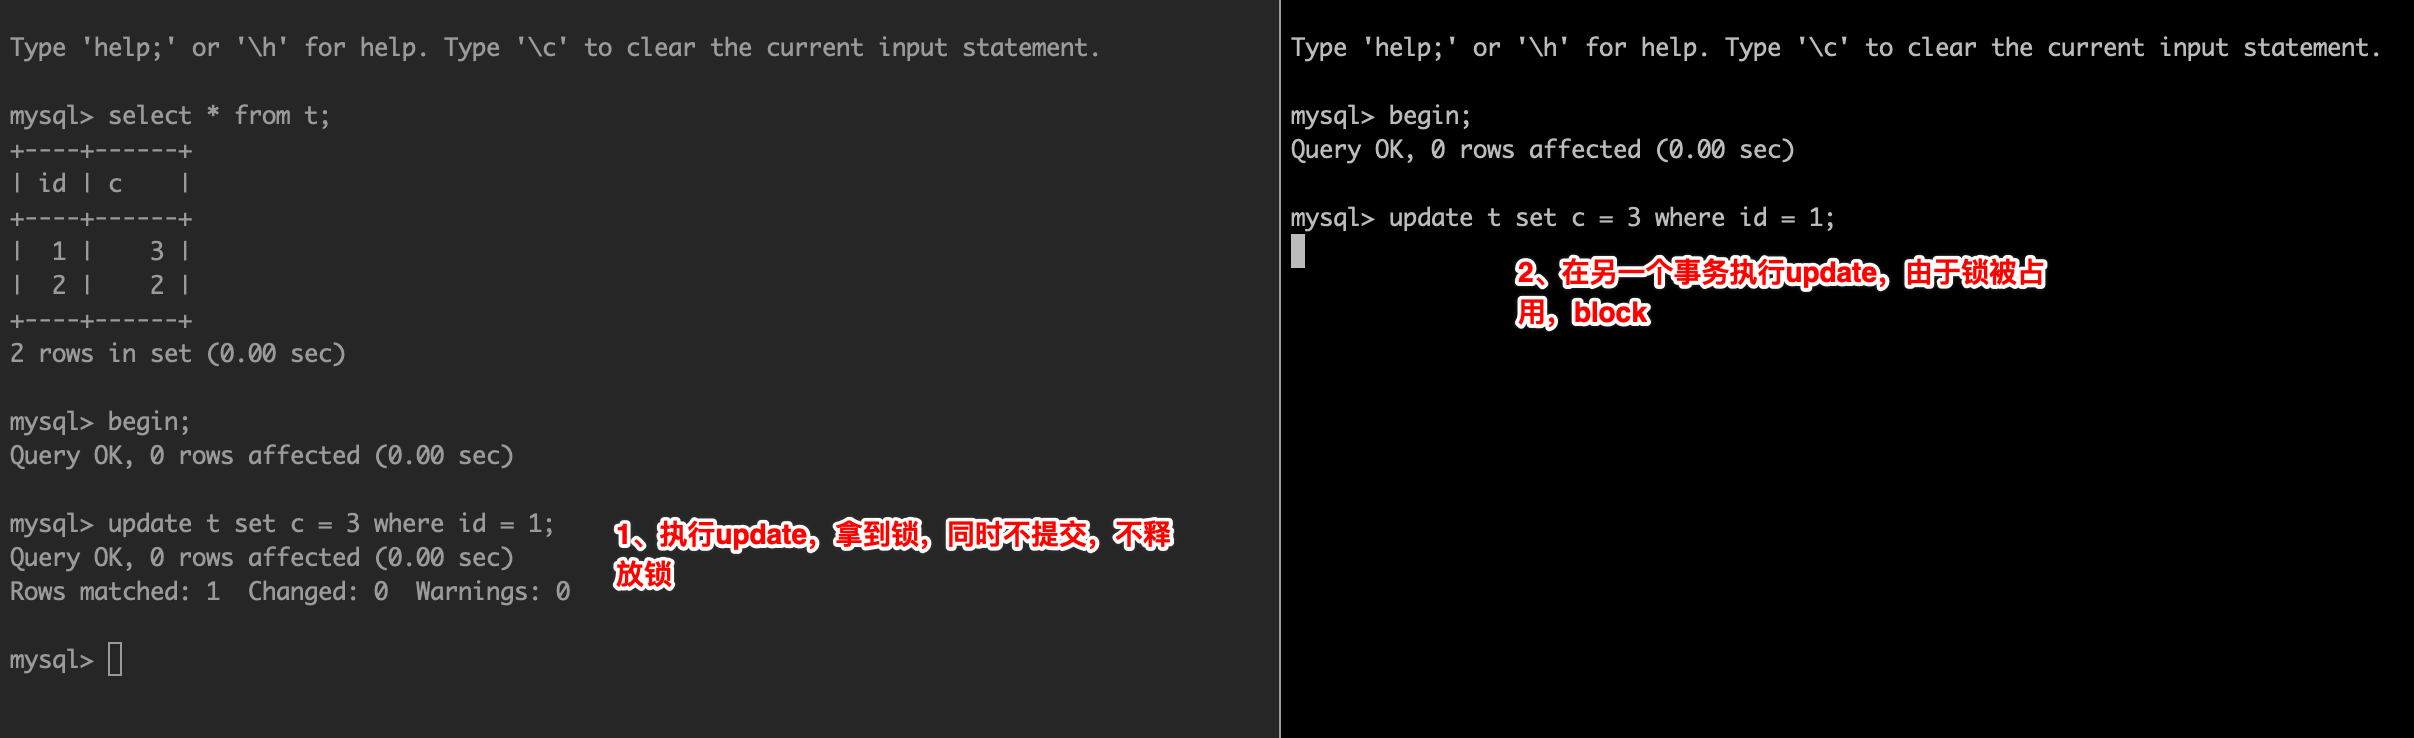 Type 'help;' or '\h' for help. Type '\c' to clear the current input statement.
mysql> select * from t;
+----+------+
| id | c    |
+----+------+
|  1 |    3 |
|  2 |    2 |
+----+------+
2 rows in set (0.00 sec)
mysql> begin;
Query OK, 0 rows affected (0.00 sec)
mysql> update t set c = 3 where id = 1;
Query OK, 0 rows affected (0.00 sec)
Rows matched: 1  Changed: 0  Warnings: 0
mysql>
1、执行update，拿到锁，同时不提交，不释
放锁
Type 'help;' or '\h' for help. Type '\c' to clear the current input statement.
mysql> begin;
Query OK, 0 rows affected (0.00 sec)
mysql> update t set c = 3 where id = 1;
2、在另一个事务执行update，由于锁被占
用，block